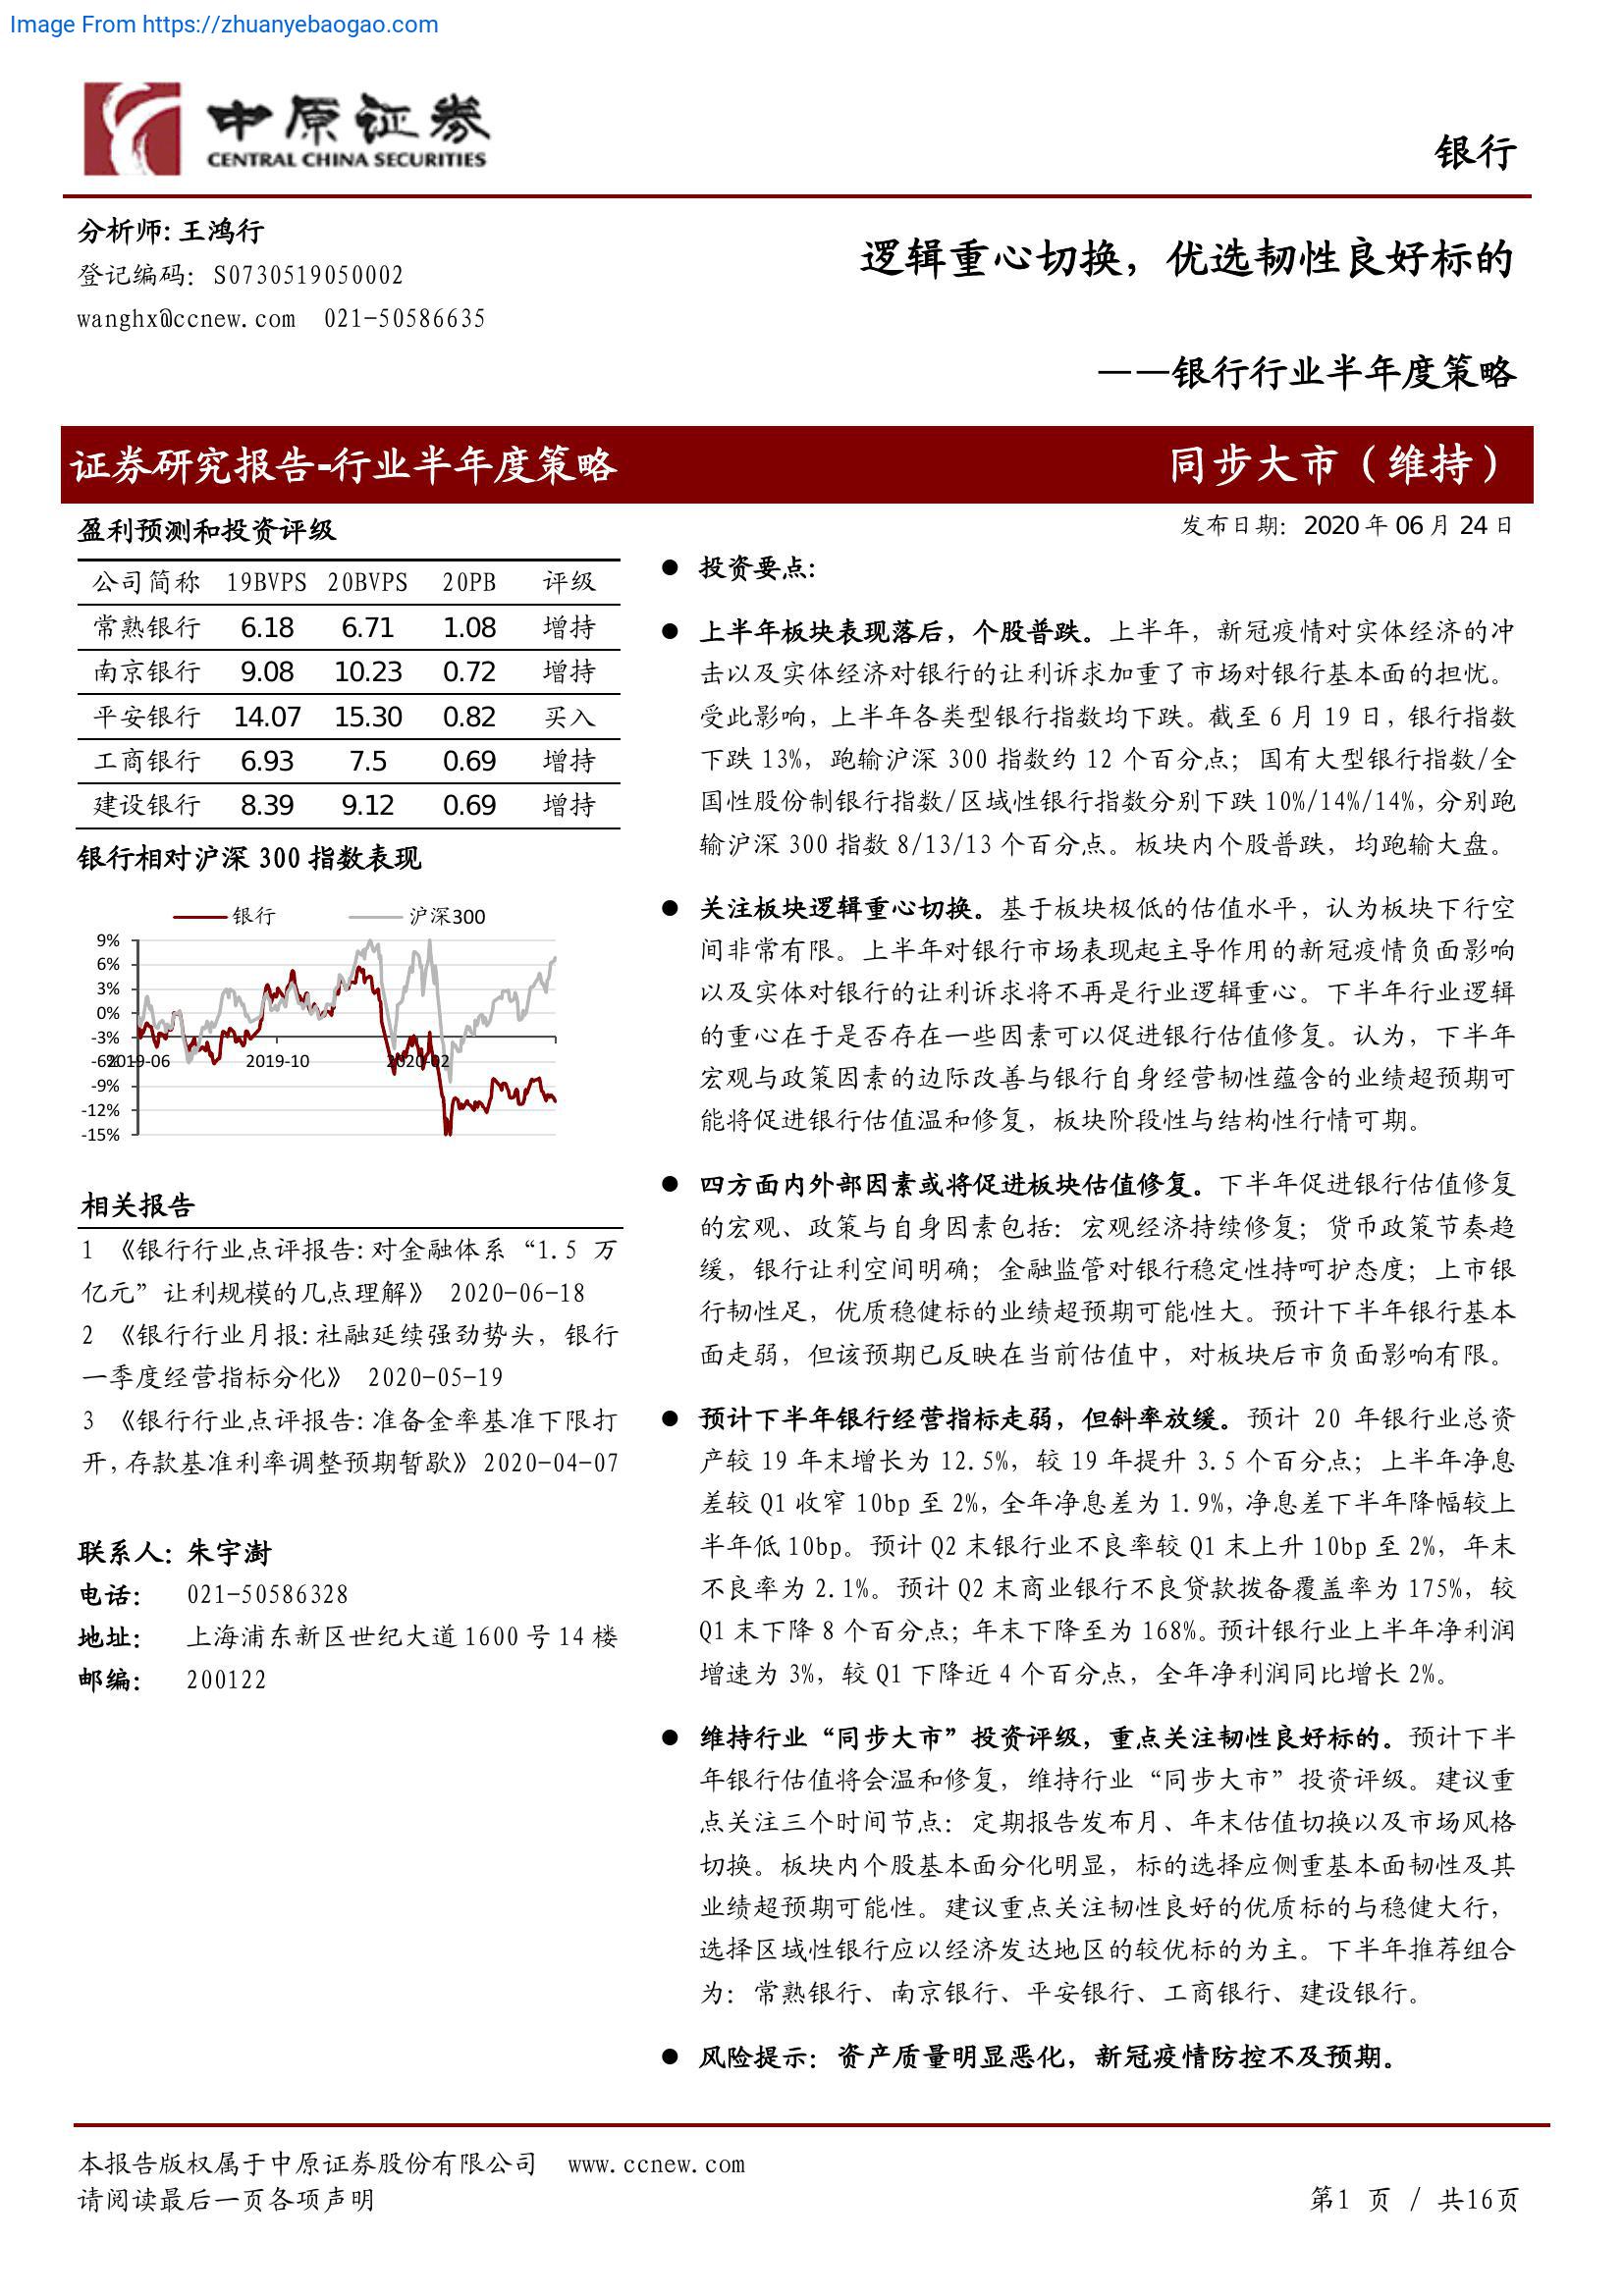 Image From https://zhuanyebaogao.com
中原证券
CENTRAL CHINA SECURITIES
银行
分析师: 王鸿行
登记编码: S0730519050002
wanghx@ccnew.com 021-50586635
逻辑重心切换，优选韧性良好标的
——银行行业半年度策略
证券研究报告-行业半年度策略
同步大市（维持）
盈利预测和投资评级
公司简称 19BVPS 20BVPS 20PB 评级
常熟银行 6.18 6.71 1.08 增持
南京银行 9.08 10.23 0.72 增持
平安银行 14.07 15.30 0.82 买入
工商银行 6.93 7.5 0.69 增持
建设银行 8.39 9.12 0.69 增持
银行相对沪深 300 指数表现
银行 沪深300
9%
6%
3%
0%
-3%
-6%
-9%
-12%
-15%
2019-06 2019-10 2020-02
相关报告
1 《银行行业点评报告:对金融体系“1.5 万
亿元”让利规模的几点理解》 2020-06-18
2 《银行行业月报:社融延续强劲势头，银行
一季度经营指标分化》 2020-05-19
3 《银行行业点评报告:准备金率基准下限打
开,存款基准利率调整预期暂歇》2020-04-07
联系人: 朱宇澍
电话: 021-50586328
地址: 上海浦东新区世纪大道1600号14楼
邮编: 200122
发布日期: 2020年06月24日
● 投资要点:
● 上半年板块表现落后，个股普跌。上半年，新冠疫情对实体经济的冲
击以及实体经济对银行的让利诉求加重了市场对银行基本面的担忧。
受此影响，上半年各类型银行指数均下跌。截至 6 月 19 日，银行指数
下跌 13%，跑输沪深 300 指数约 12 个百分点；国有大型银行指数/全
国性股份制银行指数/区域性银行指数分别下跌 10%/14%/14%，分别跑
输沪深 300 指数 8/13/13 个百分点。板块内个股普跌，均跑输大盘。
● 关注板块逻辑重心切换。基于板块极低的估值水平，认为板块下行空
间非常有限。上半年对银行市场表现起主导作用的新冠疫情负面影响
以及实体对银行的让利诉求将不再是行业逻辑重心。下半年行业逻辑
的重心在于是否存在一些因素可以促进银行估值修复。认为，下半年
宏观与政策因素的边际改善与银行自身经营韧性蕴含的业绩超预期可
能将促进银行估值温和修复，板块阶段性与结构性行情可期。
● 四方面内外部因素或将促进板块估值修复。下半年促进银行估值修复
的宏观、政策与自身因素包括：宏观经济持续修复；货币政策节奏趋
缓，银行让利空间明确；金融监管对银行稳定性持呵护态度；上市银
行韧性足，优质稳健标的业绩超预期可能性大。预计下半年银行基本
面走弱，但该预期已反映在当前估值中，对板块后市负面影响有限。
● 预计下半年银行经营指标走弱，但斜率放缓。预计 20 年银行业总资
产较 19 年末增长为 12.5%，较 19 年提升 3.5 个百分点；上半年净息
差较 Q1 收窄 10bp 至 2%，全年净息差为 1.9%，净息差下半年降幅较上
半年低 10bp。预计 Q2 末银行业不良率较 Q1 末上升 10bp 至 2%，年末
不良率为 2.1%。预计 Q2 末商业银行不良贷款拨备覆盖率为 175%，较
Q1 末下降 8 个百分点；年末下降至为 168%。预计银行业上半年净利润
增速为 3%，较 Q1 下降近 4 个百分点，全年净利润同比增长 2%。
● 维持行业“同步大市”投资评级，重点关注韧性良好标的。预计下半
年银行估值将会温和修复，维持行业“同步大市”投资评级。建议重
点关注三个时间节点：定期报告发布月、年末估值切换以及市场风格
切换。板块内个股基本面分化明显，标的选择应侧重基本面韧性及其
业绩超预期可能性。建议重点关注韧性良好的优质标的与稳健大行，
选择区域性银行应以经济发达地区的较优标的为主。下半年推荐组合
为：常熟银行、南京银行、平安银行、工商银行、建设银行。
● 风险提示：资产质量明显恶化，新冠疫情防控不及预期。
本报告版权属于中原证券股份有限公司 www.ccnew.com
请阅读最后一页各项声明
第1 页 / 共16页